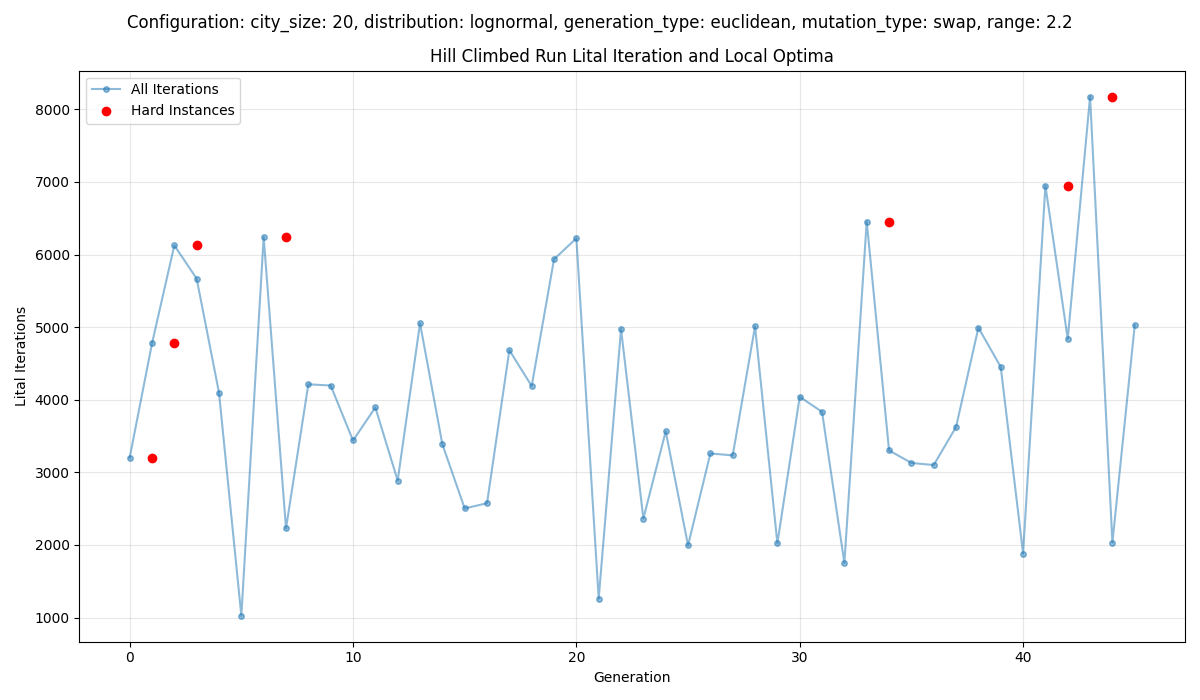 Configuration: city_size: 20, distribution: lognormal, generation_type: euclidean, mutation_type: swap, range: 2.2
Hill Climbed Run Lital Iteration and Local Optima
All Iterations
Hard Instances
8000
7000
6000
5000
4000
3000
2000
1000
Lital Iterations
0
10
20
30
40
Generation